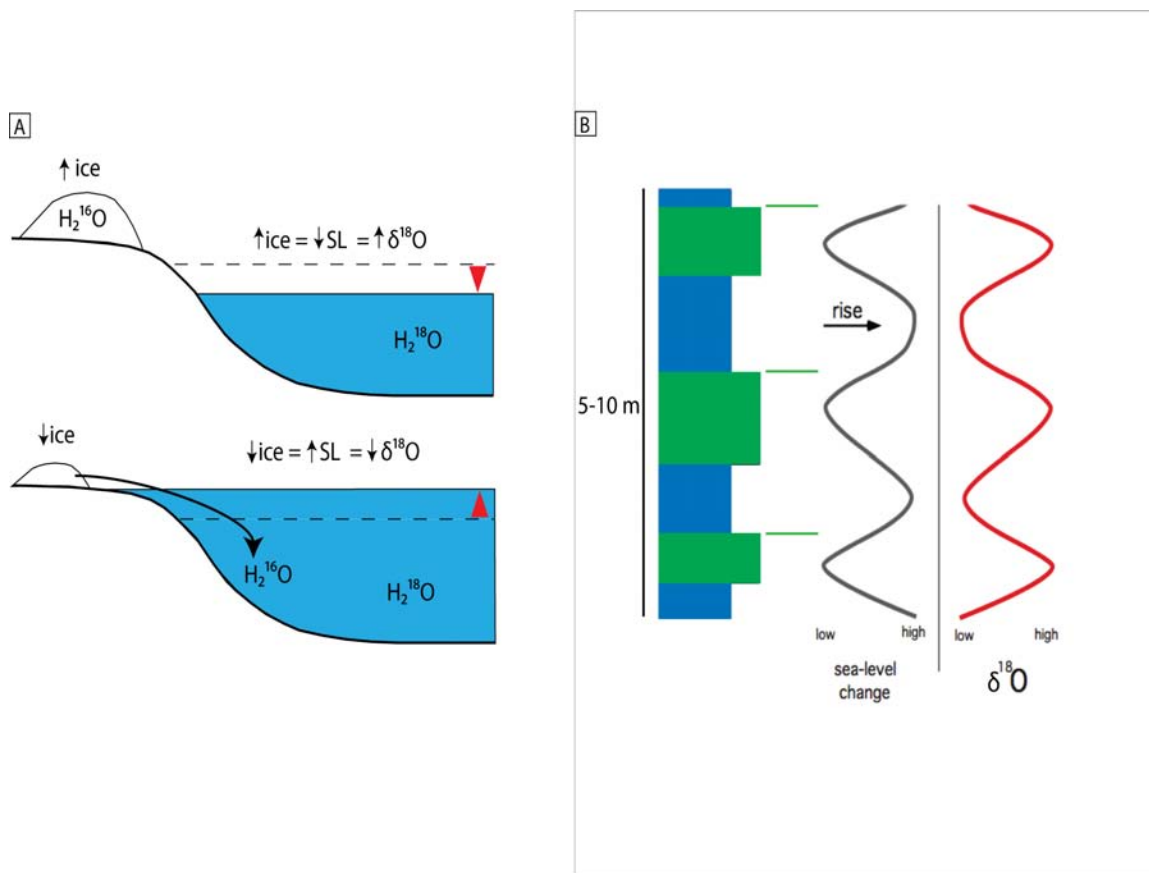 A
↑ ice
H₂¹⁶O
↑ice = ↓SL = ↑δ¹⁸O
H₂¹⁸O
↓ice
↓ice = ↑SL = ↓δ¹⁸O
H₂¹⁶O
H₂¹⁸O
B
5-10 m
rise
low high low high
sea-level
change
δ¹⁸O